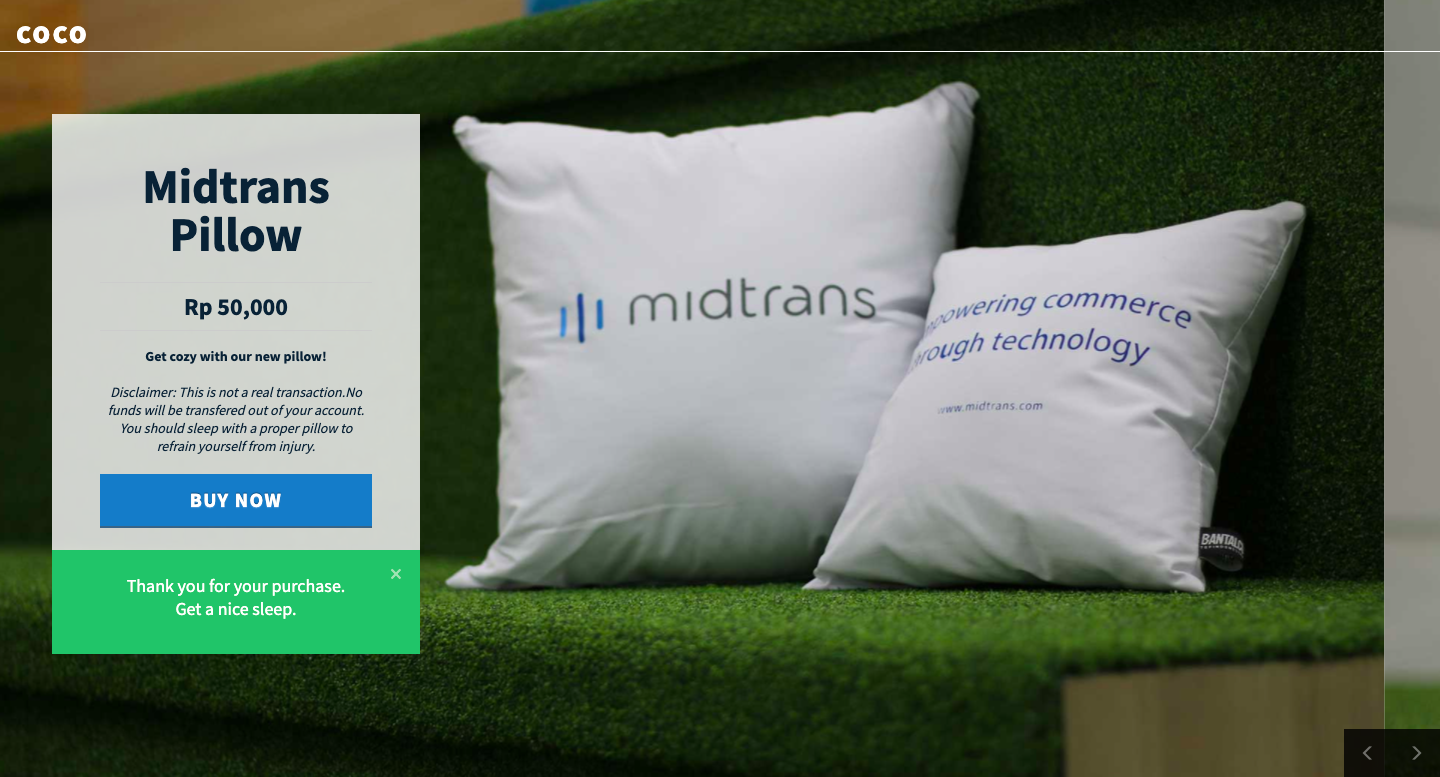 coco
Midtrans
Pillow
Rp 50,000
Get cozy with our new pillow!
Disclaimer: This is not a real transaction.No
funds will be transfered out of your account.
You should sleep with a proper pillow to
refrain yourself from injury.
BUY NOW
Thank you for your purchase.
Get a nice sleep.
midtrans
commerce
technology
www.midtrans.com